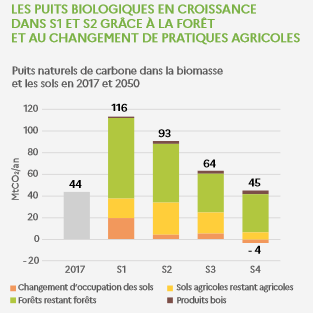 LES PUITS BIOLOGIQUES EN CROISSANCE
DANS S1 ET S2 GRÂCE À LA FORÊT
ET AU CHANGEMENT DE PRATIQUES AGRICOLES
Puits naturels de carbone dans la biomasse
et les sols en 2017 et 2050
MtCO₂/an
120
100
80
60
40
20
0
- 20
44
116
93
64
45
- 4
2017 S1 S2 S3 S4
Changement d'occupation des sols Sols agricoles restant agricoles
Forêts restant forêts Produits bois